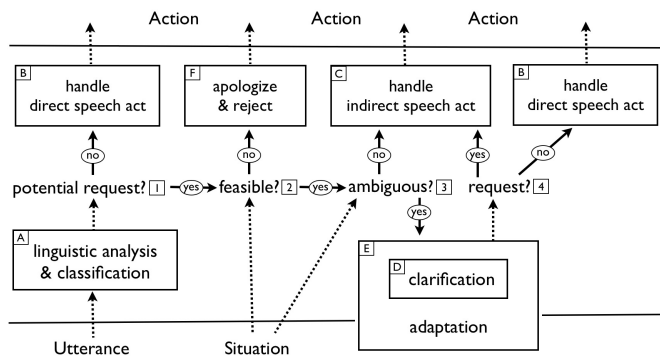 Action Action Action
B F C B
handle
direct speech act
apologize
& reject
handle
indirect speech act
handle
direct speech act
no no no yes no
potential request? 1 yes feasible? 2 yes ambiguous? 3 request? 4
yes
A
linguistic analysis
& classification
E
D
clarification
adaptation
Utterance Situation